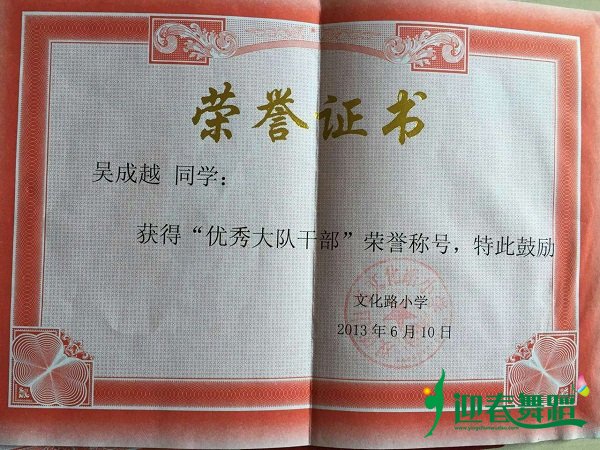 荣誉证书
吴成越 同学：
获得“优秀大队干部”荣誉称号，特此鼓励
文化路小学
2013年6月10日
迎春舞蹈